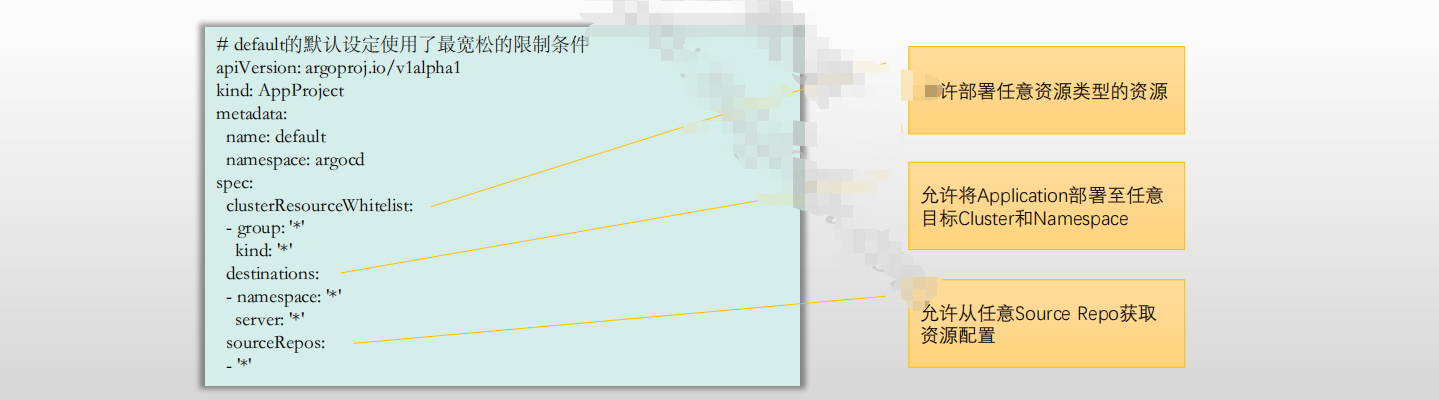 # default的默认设定使用了最宽松的限制条件
apiVersion: argoproj.io/v1alpha1
kind: AppProject
metadata:
  name: default
  namespace: argocd
spec:
  clusterResourceWhitelist:
  - group: '*'
    kind: '*'
  destinations:
  - namespace: '*'
    server: '*'
  sourceRepos:
  - '*'
许部署任意资源类型的资源
允许将Application部署至任意
目标Cluster和Namespace
允许从任意Source Repo获取
资源配置